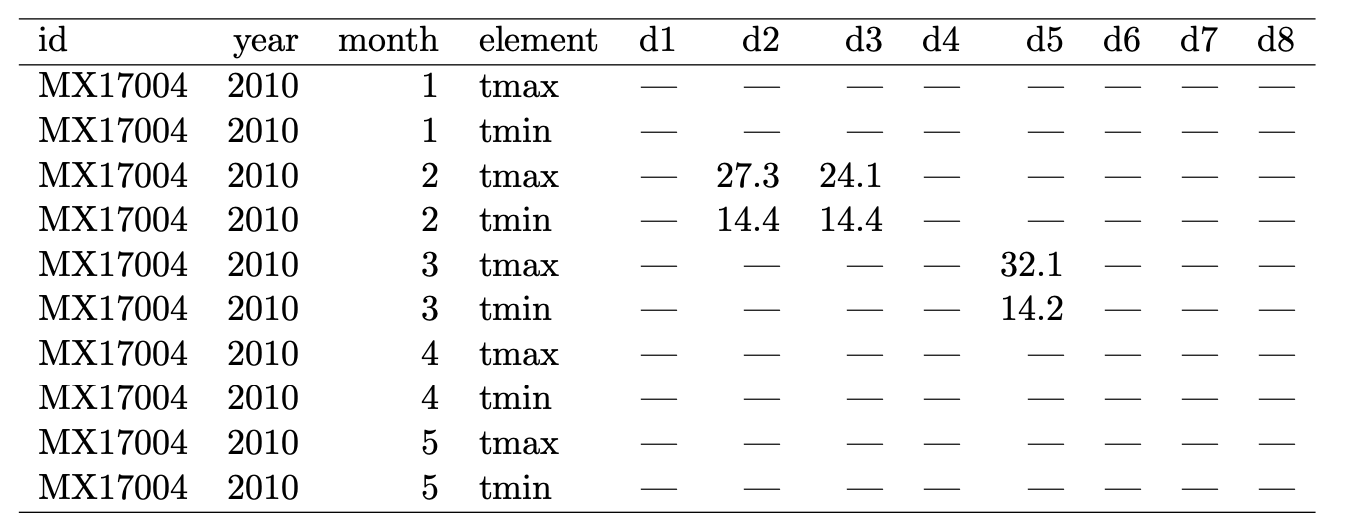 id year month element d1 d2 d3 d4 d5 d6 d7 d8
MX17004 2010 1 tmax — — — — — — — —
MX17004 2010 1 tmin — — — — — — — —
MX17004 2010 2 tmax — 27.3 24.1 — — — — —
MX17004 2010 2 tmin — 14.4 14.4 — — — — —
MX17004 2010 3 tmax — — — — 32.1 — — —
MX17004 2010 3 tmin — — — — 14.2 — — —
MX17004 2010 4 tmax — — — — — — — —
MX17004 2010 4 tmin — — — — — — — —
MX17004 2010 5 tmax — — — — — — — —
MX17004 2010 5 tmin — — — — — — — —